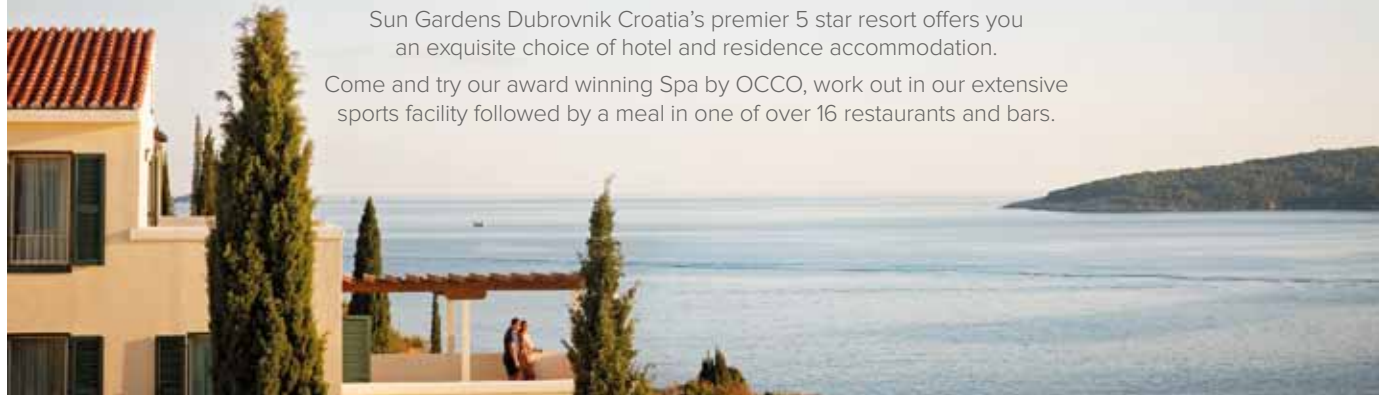 Sun Gardens Dubrovnik Croatia's premier 5 star resort offers you
an exquisite choice of hotel and residence accommodation.
Come and try our award winning Spa by OCCO, work out in our extensive
sports facility followed by a meal in one of over 16 restaurants and bars.